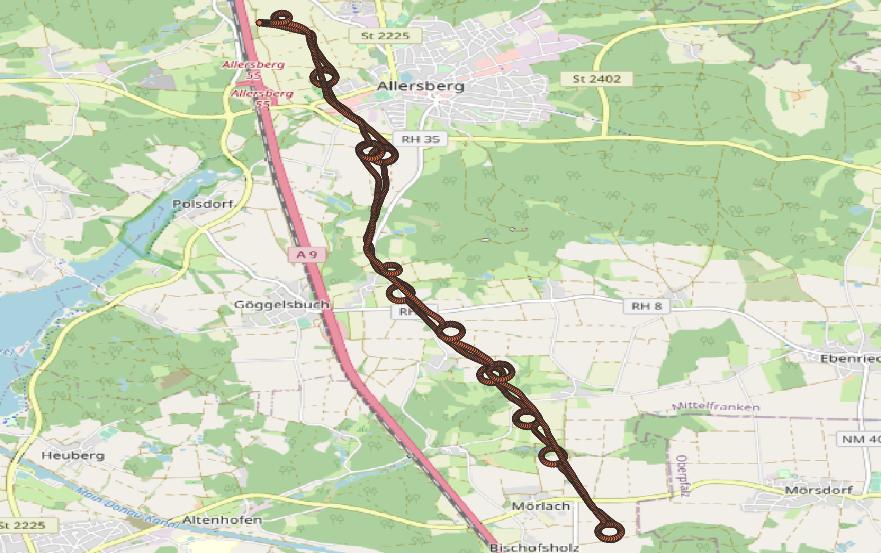 St 2225
Allersberg
55
Allersberg
55
Allersberg
St 2402
RH 35
Polsdorf
A 9
Göggelsbuch
RH
RH 8
Ebenried
Mittelfranken
NM 40
Heuberg
Oberpfalz
Main Donau Kanal
Altenhofen
Mörlach
Mörsdorf
St 2225
Bischofsholz